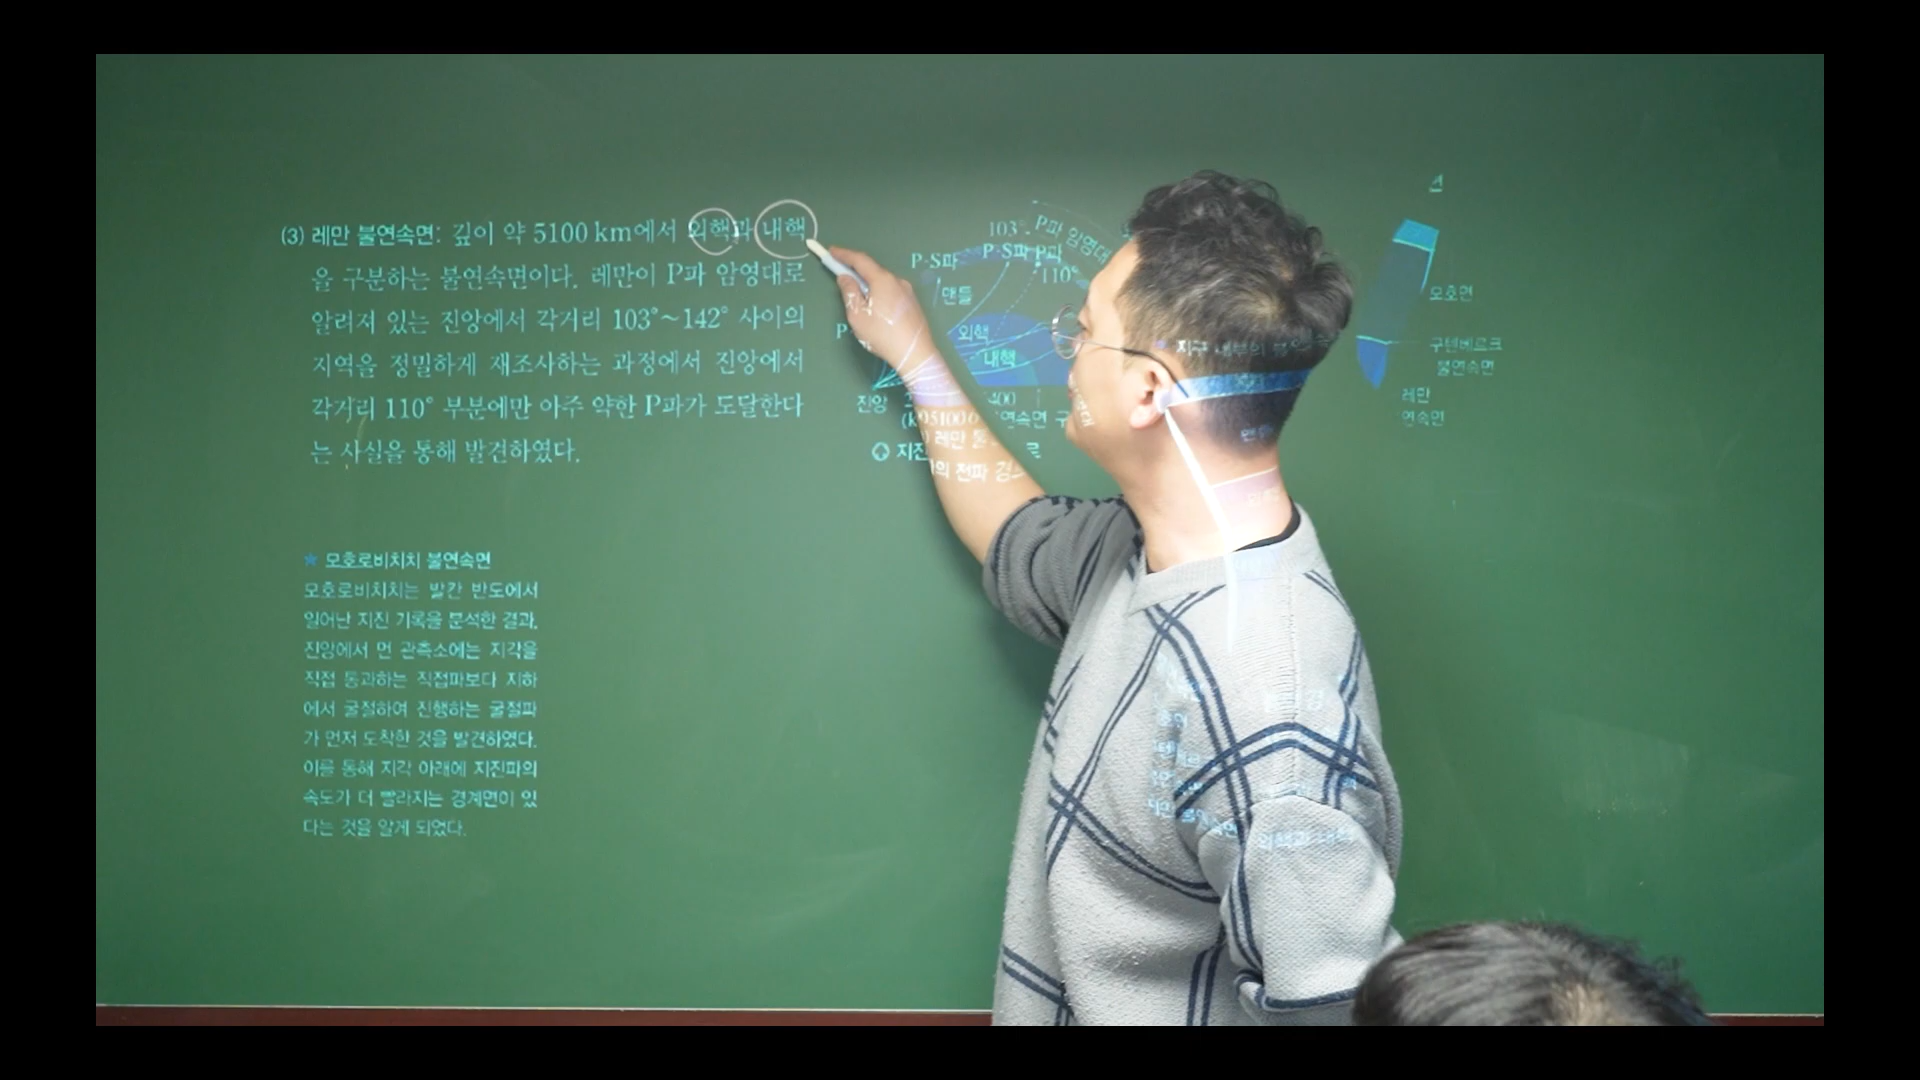 (3) 레만 불연속면: 깊이 약 5100 km에서 외핵과 내핵
을 구분하는 불연속면이다. 레만이 P파 암영대로
알려져 있는 진앙에서 각거리 103°~142° 사이의
지역을 정밀하게 재조사하는 과정에서 진앙에서
각거리 110° 부분에만 아주 약한 P파가 도달한다
는 사실을 통해 발견하였다.
* 모호로비치치 불연속면
모호로비치치는 발칸 반도에서
일어난 지진 기록을 분석한 결과,
진앙에서 먼 관측소에는 지각을
직접 통과하는 직접파보다 지하
에서 굴절하여 진행하는 굴절파
가 먼저 도착한 것을 발견하였다.
이를 통해 지각 아래에 지진파의
속도가 더 빨라지는 경계면이 있
다는 것을 알게 되었다.
103° P파 암영대
P·S파 P·S파 P파
110°
맨틀
외핵
내핵
진앙
지구 내부의
모호면
구텐베르크
불연속면
레만
연속면